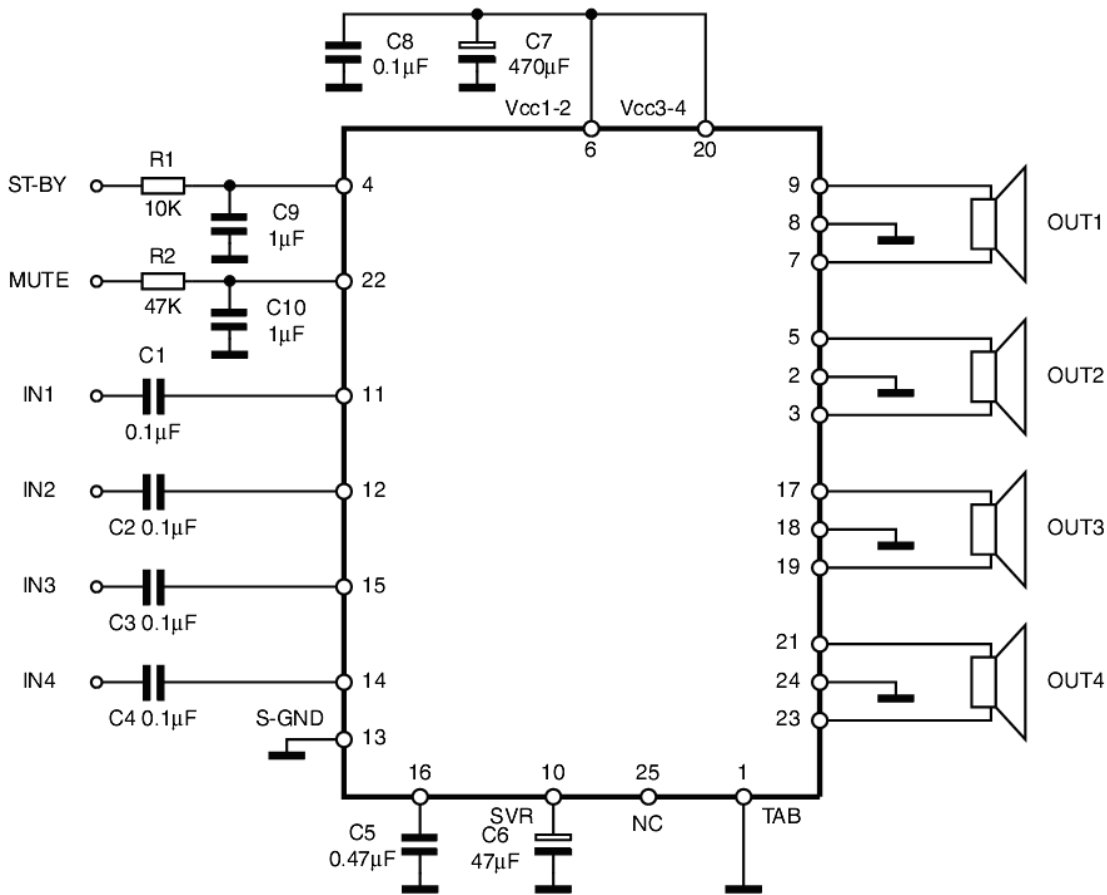 C8
0.1µF
C7
470µF
Vcc1-2
Vcc3-4
6
20
ST-BY
R1
10K
4
C9
1µF
MUTE
R2
47K
22
C10
1µF
IN1
C1
0.1µF
11
IN2
C2 0.1µF
12
IN3
C3 0.1µF
15
IN4
C4 0.1µF
14
S-GND
13
9
8
7
OUT1
5
2
3
OUT2
17
18
19
OUT3
21
24
23
OUT4
16
10
25
1
SVR
NC
TAB
C5
0.47µF
C6
47µF